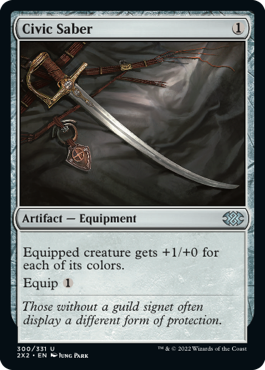 Civic Saber 1
Artifact — Equipment
Equipped creature gets +1/+0 for
each of its colors.
Equip 1
Those without a guild signet often
display a different form of protection.
300/331 U
2X2 • EN JUNG PARK ™ & © 2022 Wizards of the Coast